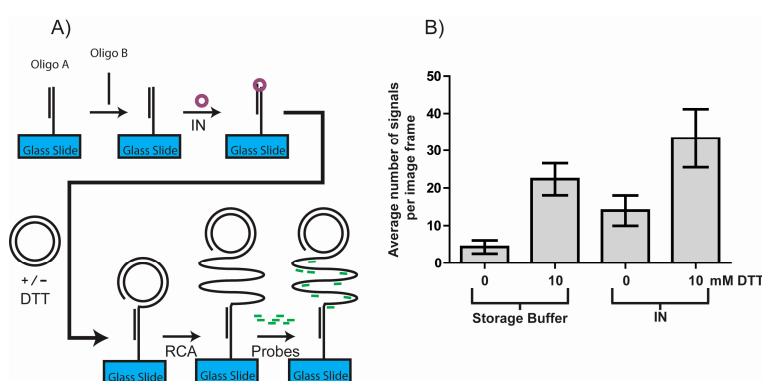 A)
Oligo A
Oligo B
IN
Glass Slide
Glass Slide
Glass Slide
+/-
DTT
RCA
Probes
Glass Slide
Glass Slide
Glass Slide
B)
Average number of signals
per image frame
50
40
30
20
10
0
0 10 0 10 mM DTT
Storage Buffer IN